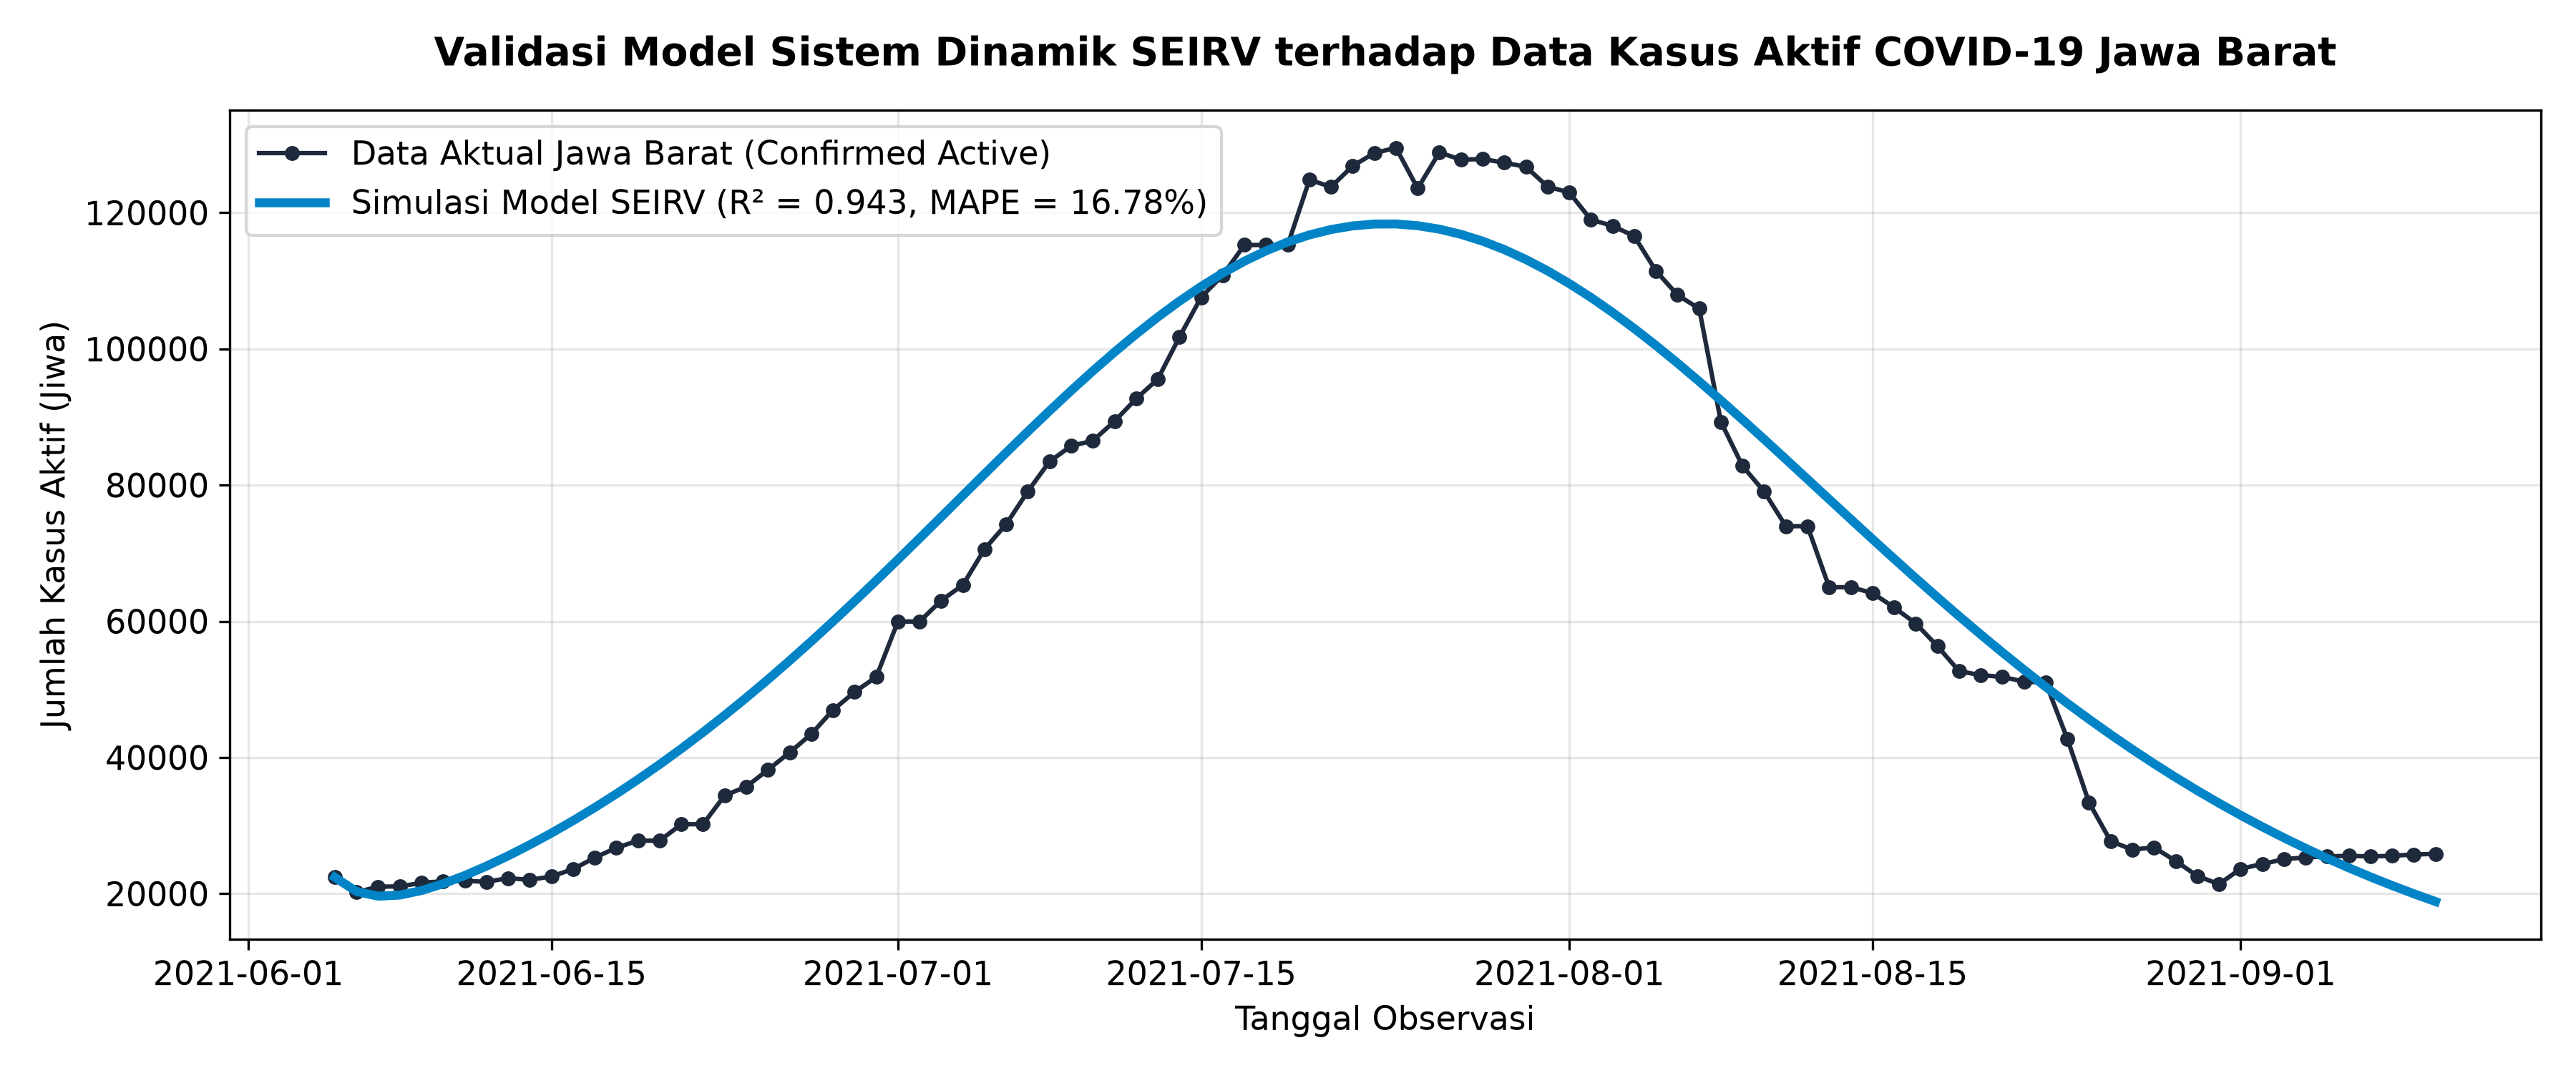 Validasi Model Sistem Dinamik SEIRV terhadap Data Kasus Aktif COVID-19 Jawa Barat
Data Aktual Jawa Barat (Confirmed Active)
Simulasi Model SEIRV (R² = 0.943, MAPE = 16.78%)
Jumlah Kasus Aktif (Jiwa)
120000
100000
80000
60000
40000
20000
2021-06-01
2021-06-15
2021-07-01
2021-07-15
2021-08-01
2021-08-15
2021-09-01
Tanggal Observasi